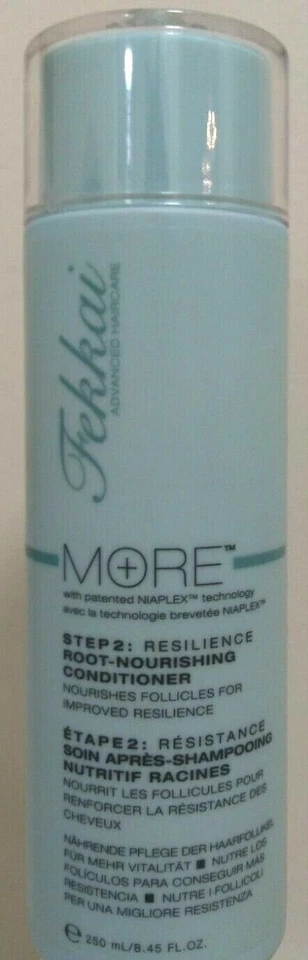 Fekkai
ADVANCED HAIRCARE
MORE™
with patented NIAPLEX™ technology
avec la technologie brevetée NIAPLEX™
STEP2: RESILIENCE
ROOT-NOURISHING
CONDITIONER
NOURISHES FOLLICLES FOR
IMPROVED RESILIENCE
ÉTAPE2: RÉSISTANCE
SOIN APRÈS-SHAMPOOING
NUTRITIF RACINES
NOURRIT LES FOLLICULES POUR
RENFORCER LA RÉSISTANCE DES
CHEVEUX
NÄHRENDE PFLEGE DER HAARFOLLIKEL
FÜR MEHR VITALITÄT ■ NUTRE LOS
FOLÍCULOS PARA CONSEGUIR MÁS
RESISTENCIA ■ NUTRE I FOLLICOLI
PER UNA MIGLIORE RESISTENZA
e 250 mL/8.45 FL.OZ.